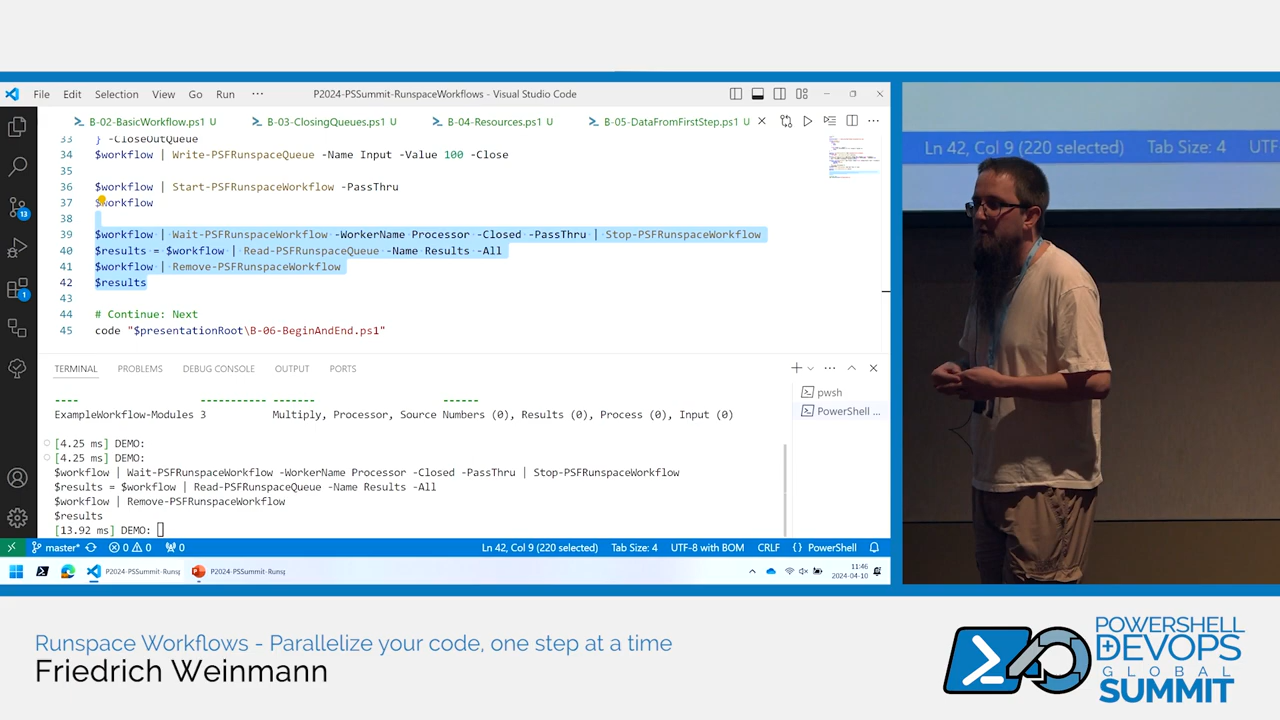 File Edit Selection View Go Run ··· P2024-PSSummit-RunspaceWorkflows - Visual Studio Code
B-02-BasicWorkflow.ps1 U B-03-ClosingQueues.ps1 U B-04-Resources.ps1 U B-05-DataFromFirstStep.ps1 U
33 } -CloseOutQueue
34 $workflow | Write-PSFRunspaceQueue -Name Input -Value 100 -Close
35
36 $workflow | Start-PSFRunspaceWorkflow -PassThru
37 $workflow
38
39 $workflow | Wait-PSFRunspaceWorkflow -WorkerName Processor -Closed -PassThru | Stop-PSFRunspaceWorkflow
40 $results = $workflow | Read-PSFRunspaceQueue -Name Results -All
41 $workflow | Remove-PSFRunspaceWorkflow
42 $results
43
44 # Continue: Next
45 code "$presentationRoot\B-06-BeginAndEnd.ps1"
13
1
TERMINAL PROBLEMS DEBUG CONSOLE OUTPUT PORTS
pwsh
PowerShell ...
---- ----------- ------- ------
ExampleWorkflow-Modules 3 Multiply, Processor, Source Numbers (0), Results (0), Process (0), Input (0)
[4.25 ms] DEMO:
[4.25 ms] DEMO:
$workflow | Wait-PSFRunspaceWorkflow -WorkerName Processor -Closed -PassThru | Stop-PSFRunspaceWorkflow
$results = $workflow | Read-PSFRunspaceQueue -Name Results -All
$workflow | Remove-PSFRunspaceWorkflow
$results
[13.92 ms] DEMO:
master* 0 0 0 Ln 42, Col 9 (220 selected) Tab Size: 4 UTF-8 with BOM CRLF {} PowerShell
P2024-PSSummit-Runsp P2024-PSSummit-Runsp 11:46
2024-04-10
Ln 42, Col 9 (220 selected) Tab Size: 4 UTF
Runspace Workflows - Parallelize your code, one step at a time
Friedrich Weinmann
POWERSHELL
DEVOPS
GLOBAL
SUMMIT